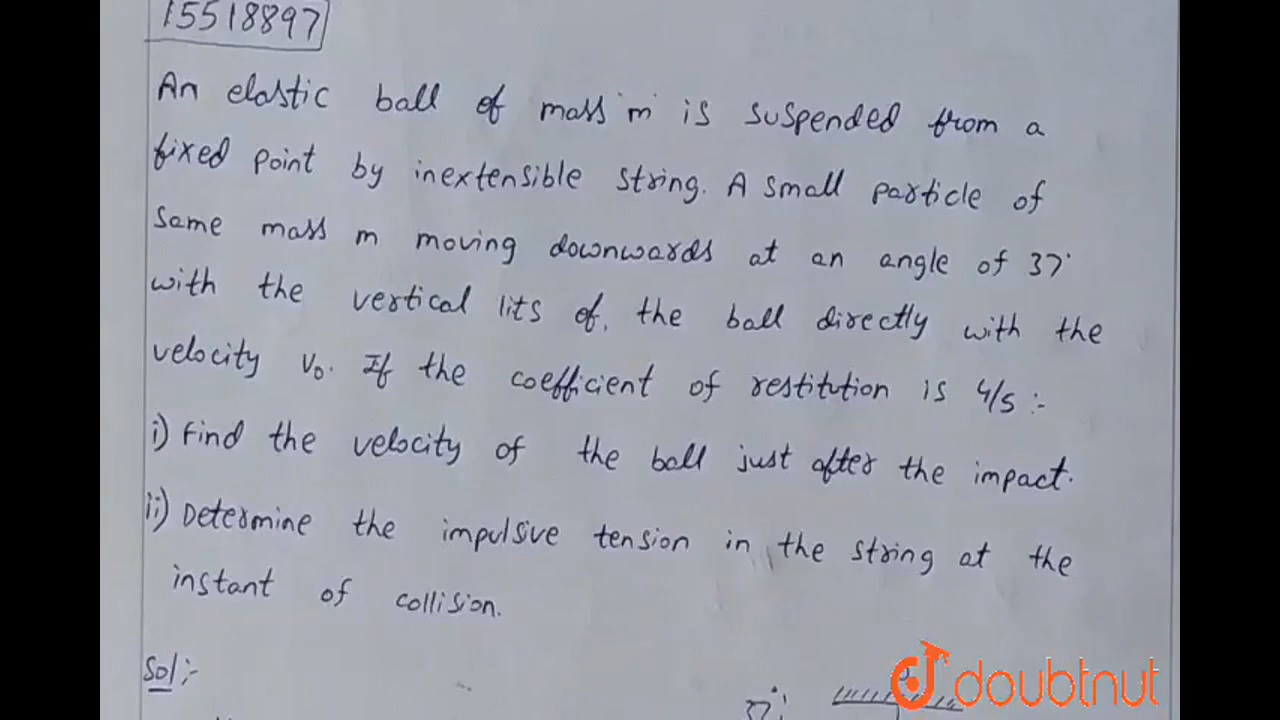 15518897
An elastic ball of mass 'm' is suspended from a
fixed point by inextensible string. A small particle of
same mass m moving downwards at an angle of 37°
with the vertical lits of. the ball directly with the
velocity v₀. If the coefficient of restitution is 4/5 :-
i) Find the velocity of the ball just after the impact.
ii) Determine the impulsive tension in the string at the
instant of collision.
Sol:-
doubtnut